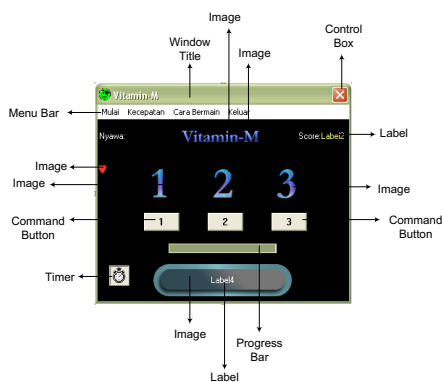 Image
Control
Box
Window
Title
Image
Vitamin-M
Menu Bar
Mulai Kecepatan Cara Bermain Keluar
Nyawa:
Vitamin-M
Score:Label2
Label
Image
Image
1 2 3
Image
Command
Button
1 2 3
Command
Button
Timer
Label4
Image
Progress
Bar
Label